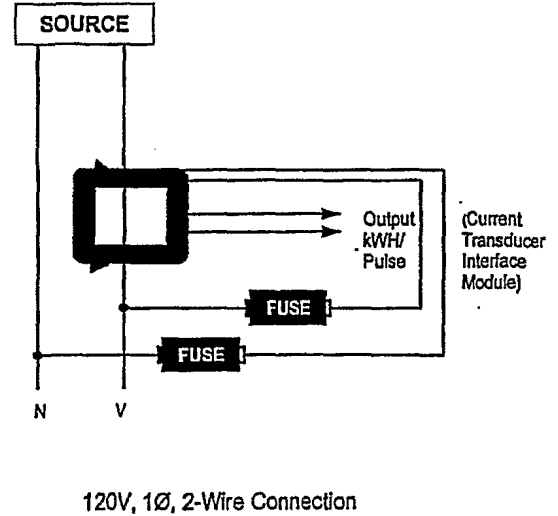 SOURCE
Output
kWH/
Pulse
(Current
Transducer
Interface
Module)
FUSE
FUSE
N
V
120V, 1Ø, 2-Wire Connection